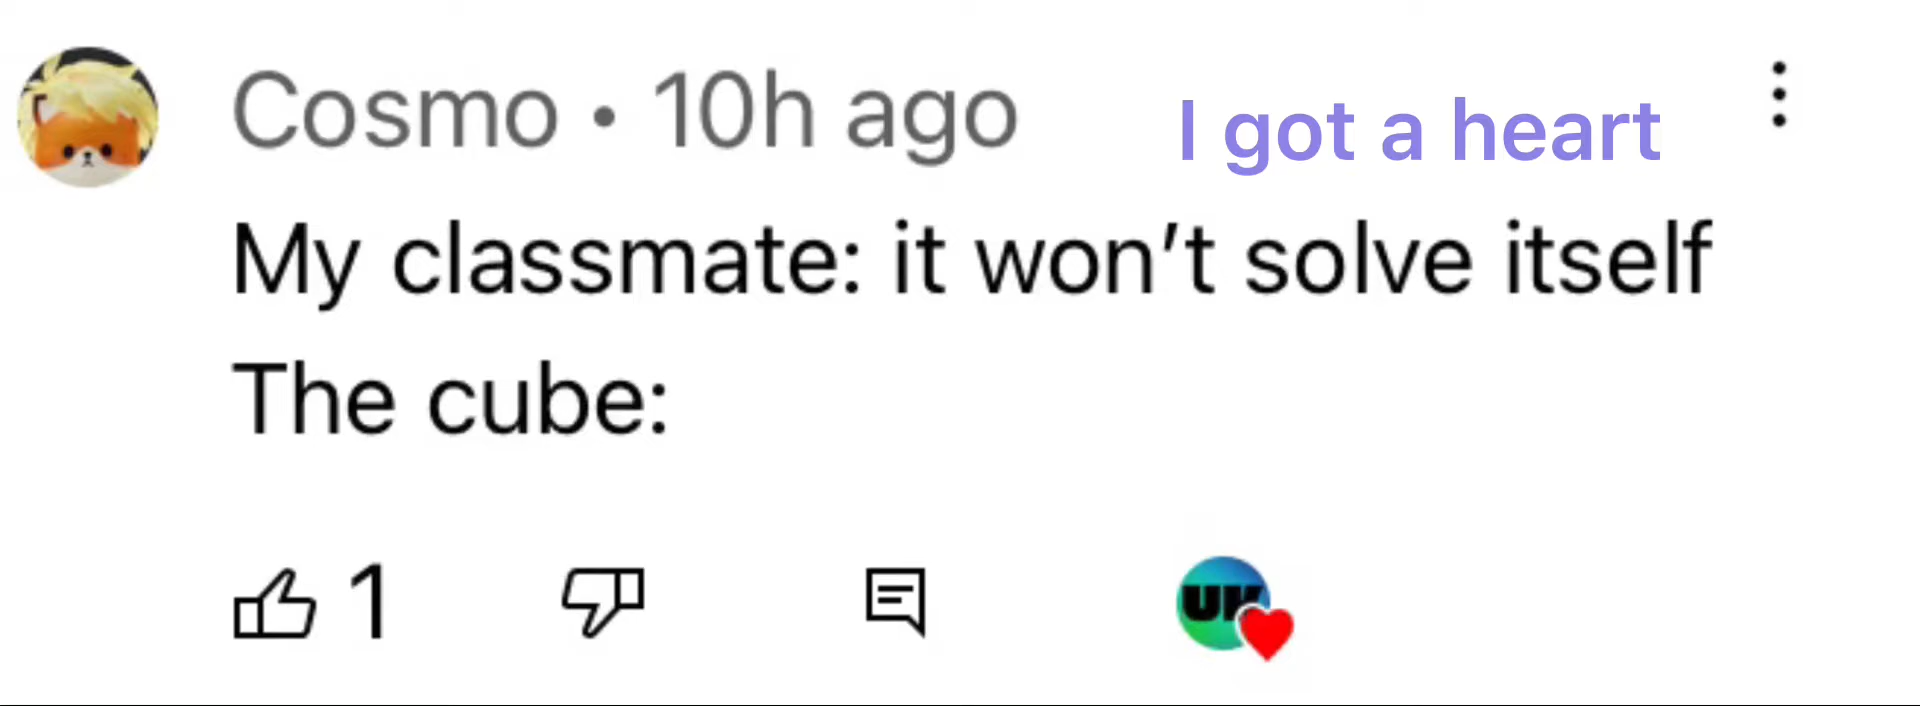 Cosmo • 10h ago
I got a heart
My classmate: it won't solve itself
The cube:
1